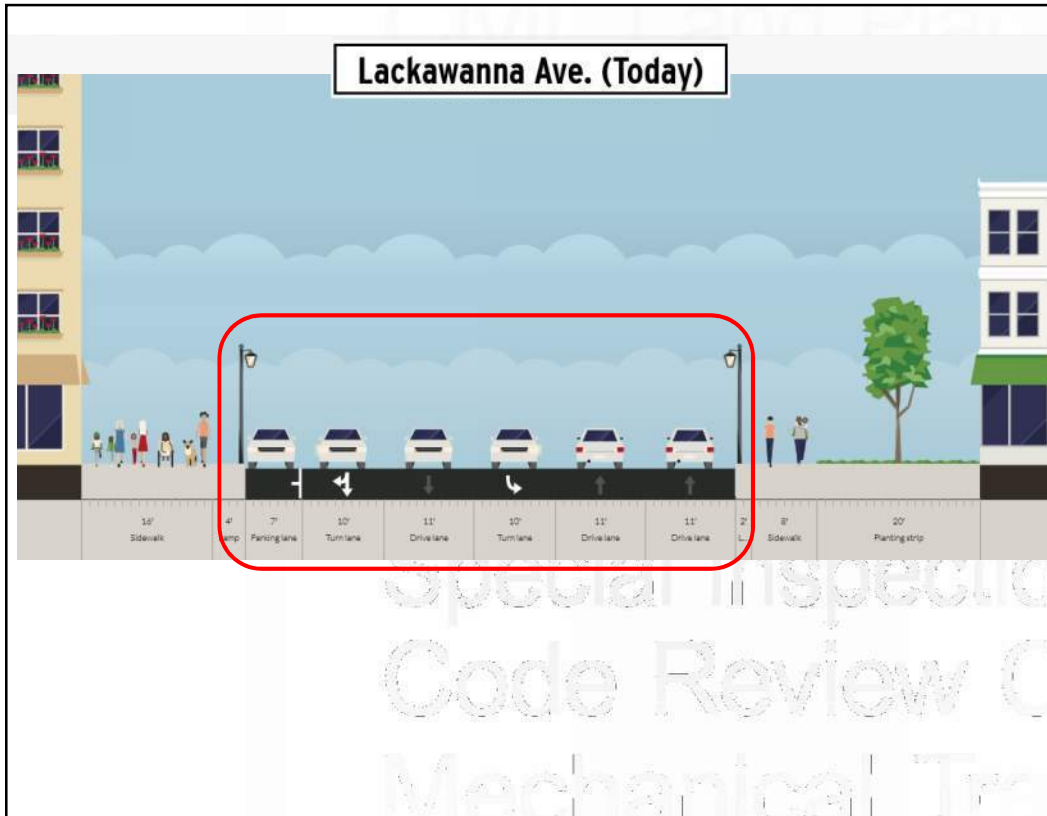 Lackawanna Ave. (Today)
16' 4' 7' 10' 11' 10' 11' 11' 2' 8' 20'
Sidewalk amp Parking lane Turn lane Drive lane Turn lane Drive lane Drive lane L... Sidewalk Planting strip
Special Inspectio
Code Review C
Mechanical Tra